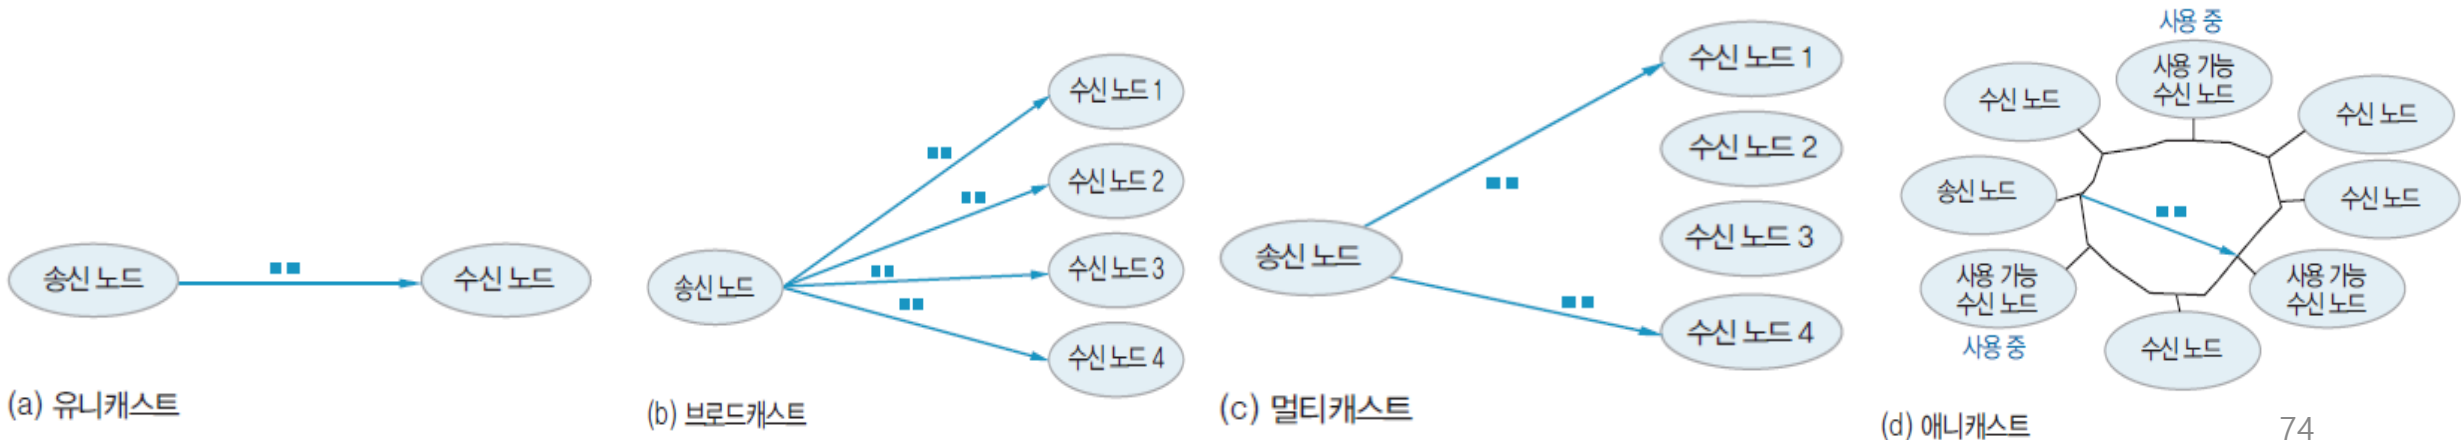 송신 노드
수신 노드
(a) 유니캐스트
송신 노드
수신 노드 1
수신 노드 2
수신 노드 3
수신 노드 4
(b) 브로드캐스트
송신 노드
수신 노드 1
수신 노드 2
수신 노드 3
수신 노드 4
(c) 멀티캐스트
사용 중
사용 가능
수신 노드
수신 노드
수신 노드
송신 노드
수신 노드
사용 가능
수신 노드
사용 중
사용 가능
수신 노드
수신 노드
(d) 애니캐스트
74